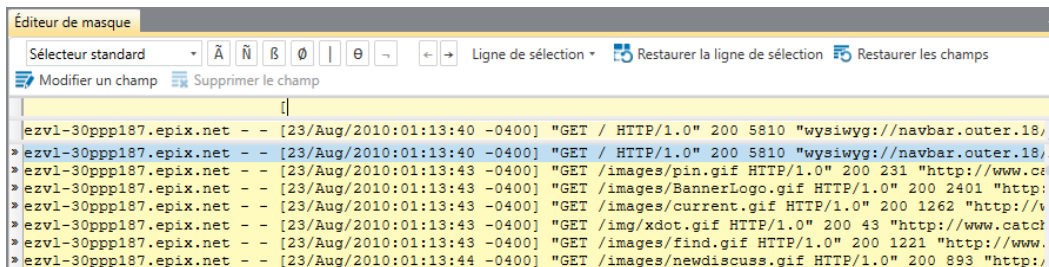 Éditeur de masque
Sélecteur standard Ã Ñ ß Ø | Ɵ ¬ ← → Ligne de sélection Restaurer la ligne de sélection Restaurer les champs
Modifier un champ Supprimer le champ
[
ezvl-30ppp187.epix.net - - [23/Aug/2010:01:13:40 -0400] "GET / HTTP/1.0" 200 5810 "wysiwyg://navbar.outer.18/
» ezvl-30ppp187.epix.net - - [23/Aug/2010:01:13:40 -0400] "GET / HTTP/1.0" 200 5810 "wysiwyg://navbar.outer.18/
» ezvl-30ppp187.epix.net - - [23/Aug/2010:01:13:43 -0400] "GET /images/pin.gif HTTP/1.0" 200 231 "http://www.ca
» ezvl-30ppp187.epix.net - - [23/Aug/2010:01:13:43 -0400] "GET /images/BannerLogo.gif HTTP/1.0" 200 2401 "http:
» ezvl-30ppp187.epix.net - - [23/Aug/2010:01:13:43 -0400] "GET /images/current.gif HTTP/1.0" 200 1262 "http://
» ezvl-30ppp187.epix.net - - [23/Aug/2010:01:13:43 -0400] "GET /img/xdot.gif HTTP/1.0" 200 43 "http://www.catch
» ezvl-30ppp187.epix.net - - [23/Aug/2010:01:13:44 -0400] "GET /images/find.gif HTTP/1.0" 200 1221 "http://www.
» ezvl-30ppp187.epix.net - - [23/Aug/2010:01:13:44 -0400] "GET /images/newdiscuss.gif HTTP/1.0" 200 893 "http:/